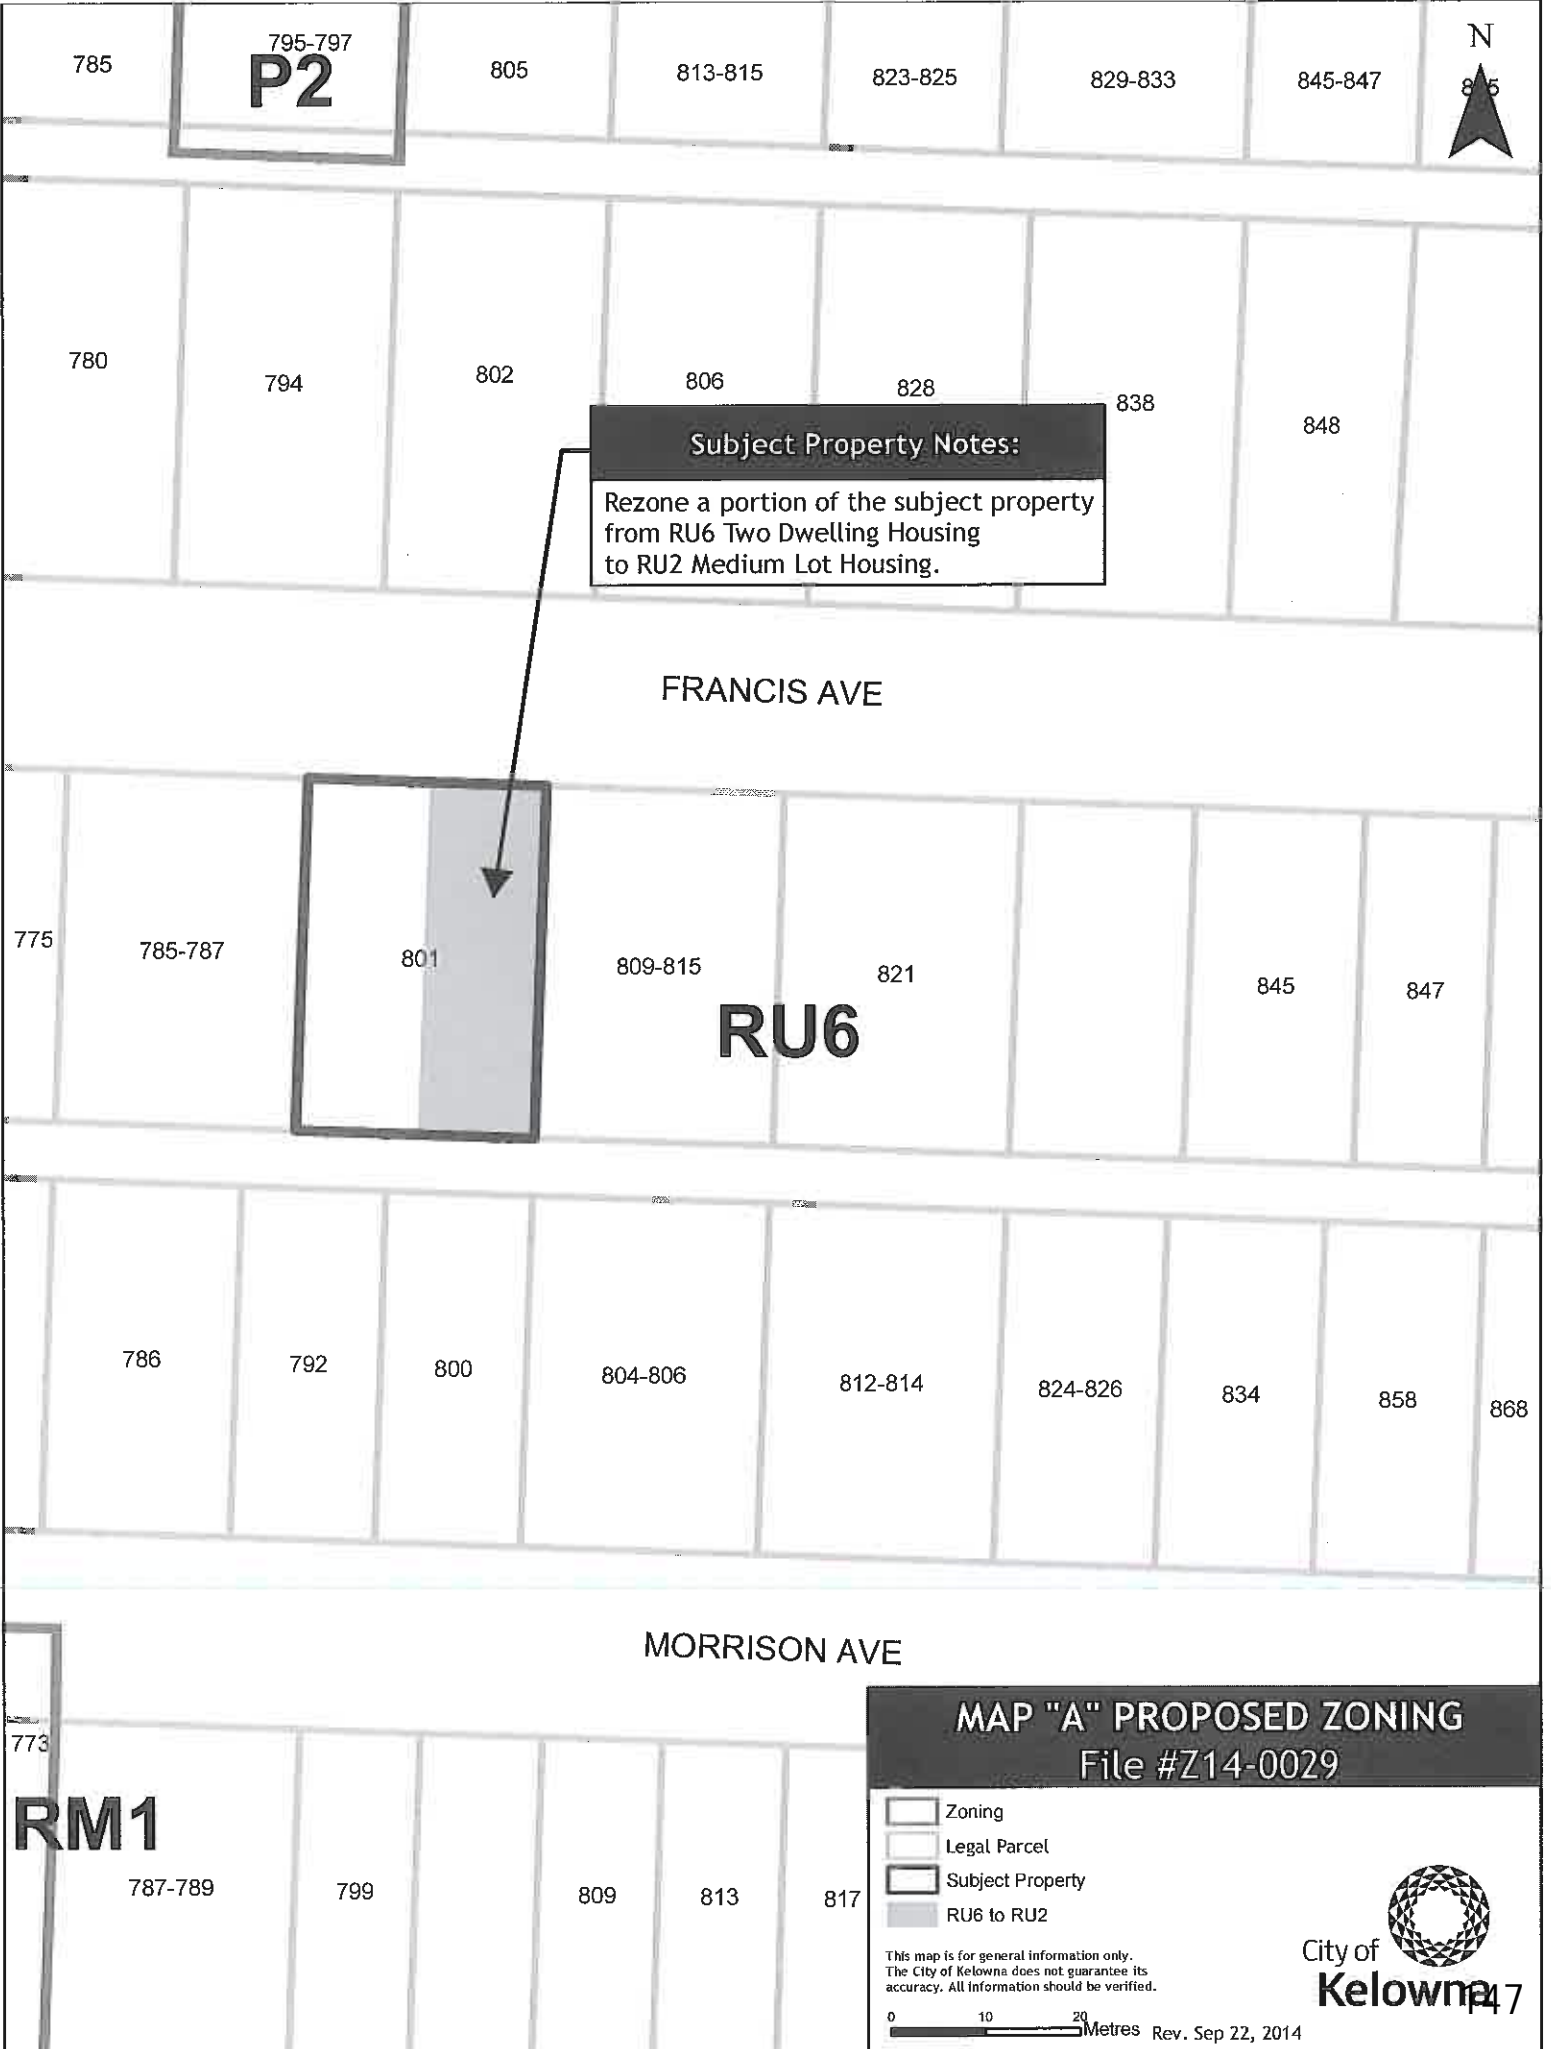 785
795-797
P2
805
813-815
823-825
829-833
845-847
N
780
794
802
806
828
838
848
Subject Property Notes:
Rezone a portion of the subject property
from RU6 Two Dwelling Housing
to RU2 Medium Lot Housing.
FRANCIS AVE
775
785-787
801
809-815
821
845
847
RU6
786
792
800
804-806
812-814
824-826
834
858
868
MORRISON AVE
773
RM1
787-789
799
809
813
817
MAP "A" PROPOSED ZONING
File #Z14-0029
Zoning
Legal Parcel
Subject Property
RU6 to RU2
This map is for general information only.
The City of Kelowna does not guarantee its
accuracy. All information should be verified.
0 10 20 Metres
Rev. Sep 22, 2014
City of
Kelowna
147